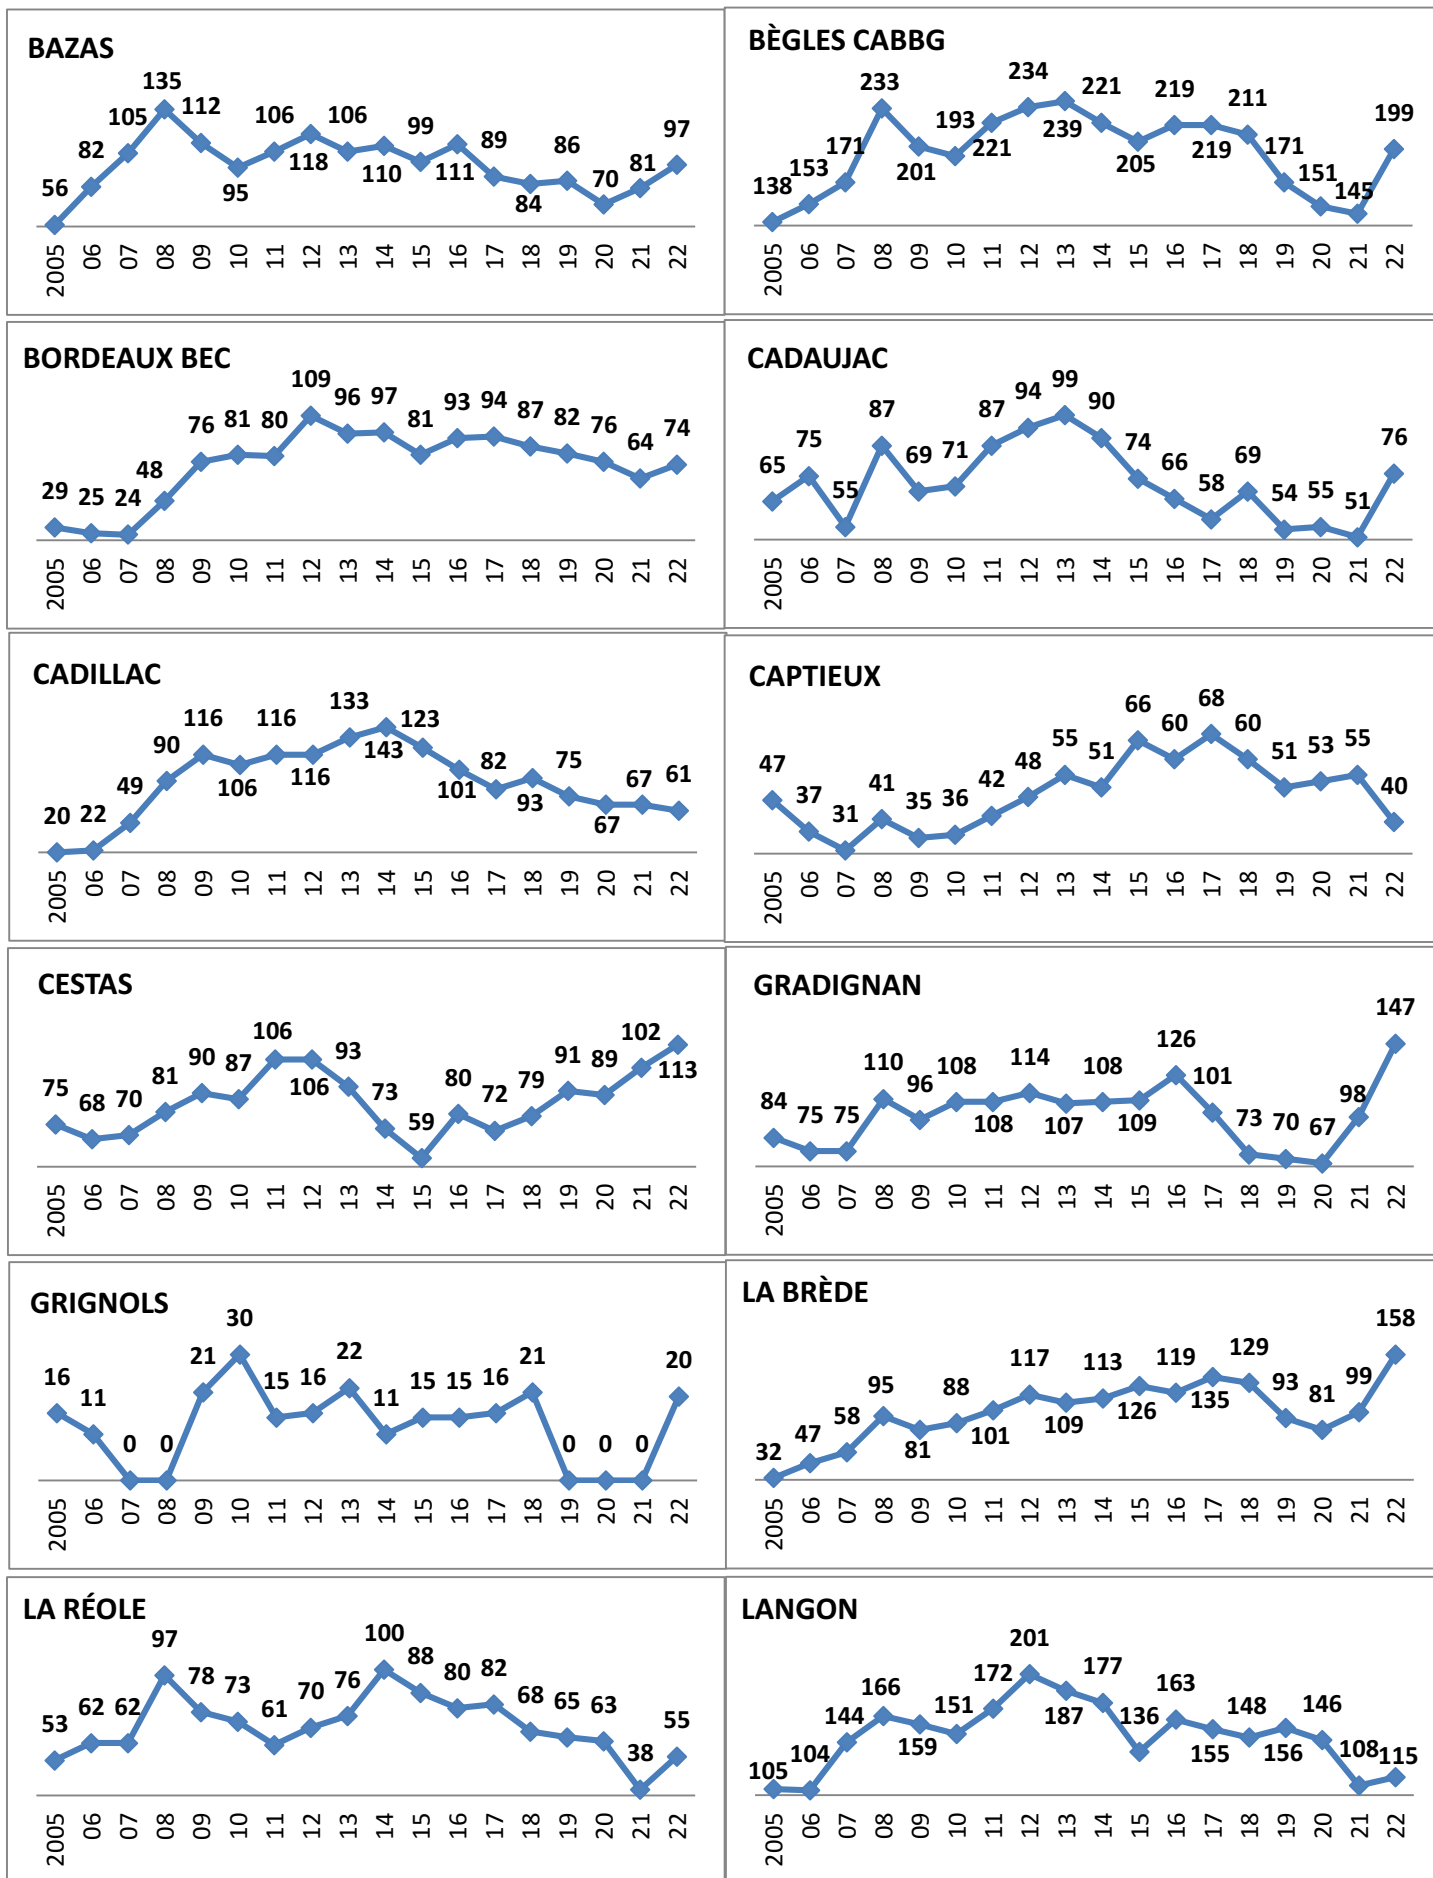 BAZAS
56 82 105 135 112 95 106 118 106 110 99 111 89 84 86 70 81 97
2005 06 07 08 09 10 11 12 13 14 15 16 17 18 19 20 21 22
BÈGLES CABBG
138 153 171 233 201 193 221 234 239 221 205 219 219 211 171 151 145 199
2005 06 07 08 09 10 11 12 13 14 15 16 17 18 19 20 21 22
BORDEAUX BEC
29 25 24 48 76 81 80 109 96 97 81 93 94 87 82 76 64 74
2005 06 07 08 09 10 11 12 13 14 15 16 17 18 19 20 21 22
CADAUJAC
65 75 55 87 69 71 87 94 99 90 74 66 58 69 54 55 51 76
2005 06 07 08 09 10 11 12 13 14 15 16 17 18 19 20 21 22
CADILLAC
20 22 49 90 116 106 116 116 133 143 123 101 82 93 75 67 67 61
2005 06 07 08 09 10 11 12 13 14 15 16 17 18 19 20 21 22
CAPTIEUX
47 37 31 41 35 36 42 48 55 51 66 60 68 60 51 53 55 40
2005 06 07 08 09 10 11 12 13 14 15 16 17 18 19 20 21 22
CESTAS
75 68 70 81 90 87 106 106 93 73 59 80 72 79 91 89 102 113
2005 06 07 08 09 10 11 12 13 14 15 16 17 18 19 20 21 22
GRADIGNAN
84 75 75 110 96 108 108 114 107 108 109 126 101 73 70 67 98 147
2005 06 07 08 09 10 11 12 13 14 15 16 17 18 19 20 21 22
GRIGNOLS
16 11 0 0 21 30 15 16 22 11 15 15 16 21 0 0 0 20
2005 06 07 08 09 10 11 12 13 14 15 16 17 18 19 20 21 22
LA BRÈDE
32 47 58 95 81 88 101 117 109 113 126 119 135 129 93 81 99 158
2005 06 07 08 09 10 11 12 13 14 15 16 17 18 19 20 21 22
LA RÉOLE
53 62 62 97 78 73 61 70 76 100 88 80 82 68 65 63 38 55
2005 06 07 08 09 10 11 12 13 14 15 16 17 18 19 20 21 22
LANGON
105 104 144 166 159 151 172 201 187 177 136 163 155 148 156 146 108 115
2005 06 07 08 09 10 11 12 13 14 15 16 17 18 19 20 21 22